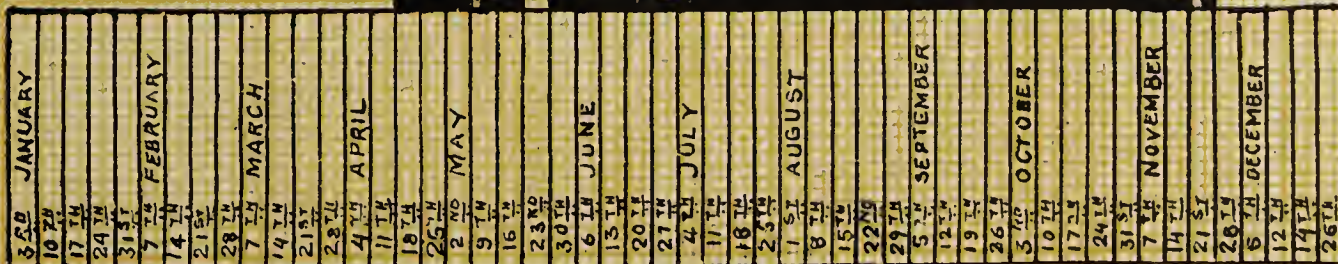 3RD JANUARY
10TH
17TH
24TH
31ST
7TH FEBRUARY
14TH
21ST
28TH
7TH MARCH
14TH
21ST
28TH
4TH APRIL
11TH
18TH
25TH
2ND MAY
9TH
16TH
23RD
30TH
6TH JUNE
13TH
20TH
27TH
4TH JULY
11TH
18TH
25TH
1ST AUGUST
8TH
15TH
22ND
29TH
5TH SEPTEMBER
12TH
19TH
26TH
3RD OCTOBER
10TH
17TH
24TH
31ST
7TH NOVEMBER
14TH
21ST
28TH
5TH DECEMBER
12TH
19TH
26TH